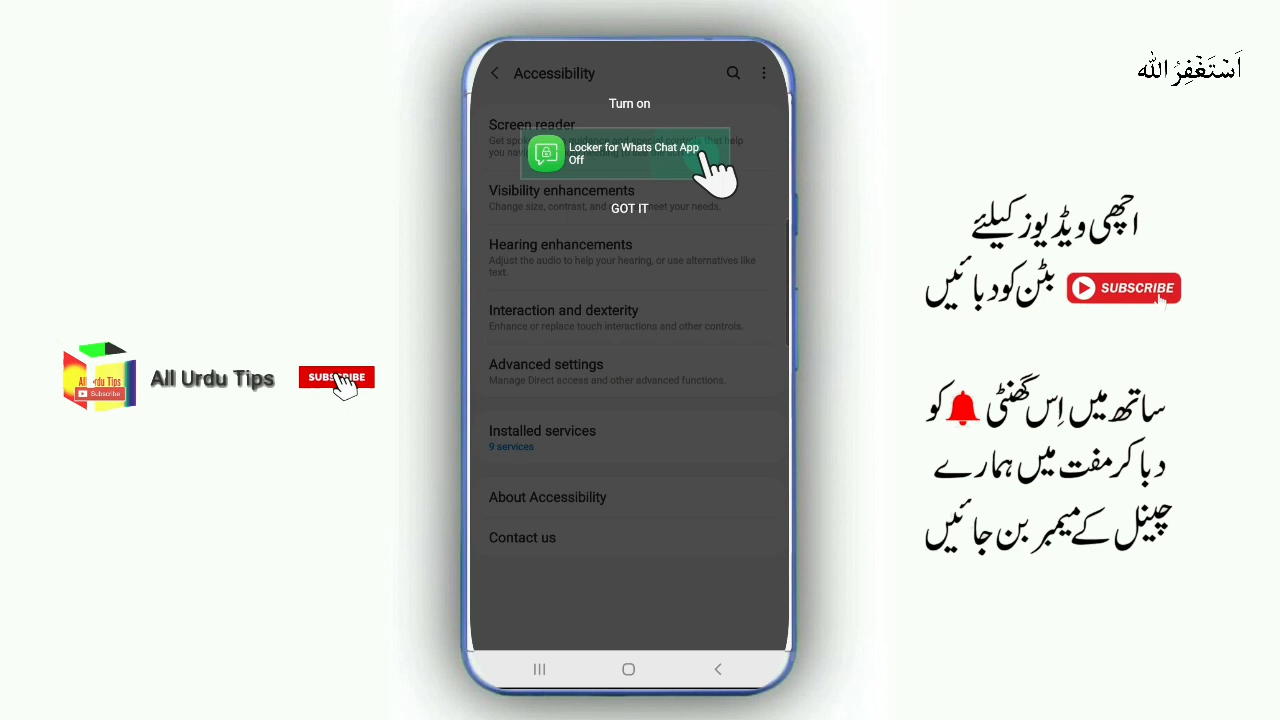 اَسْتَغْفِرُ اللہ
Accessibility
Turn on
Screen reader
Locker for Whats Chat App
Off
Visibility enhancements
Change size, contrast, and
meet your needs.
GOT IT
Hearing enhancements
Adjust the audio to help your hearing, or use alternatives like
text.
Interaction and dexterity
Enhance or replace touch interactions and other controls.
Advanced settings
Manage Direct access and other advanced functions.
Installed services
9 services
About Accessibility
Contact us
All Urdu Tips
Subscribe
All Urdu Tips
SUBSCRIBE
اچھی ویڈیوز کیلئے
SUBSCRIBE بٹن کو دبائیں
ساتھ میں اِس گھنٹی کو
دبا کر مفت میں ہمارے
چینل کے میمبر بن جائیں